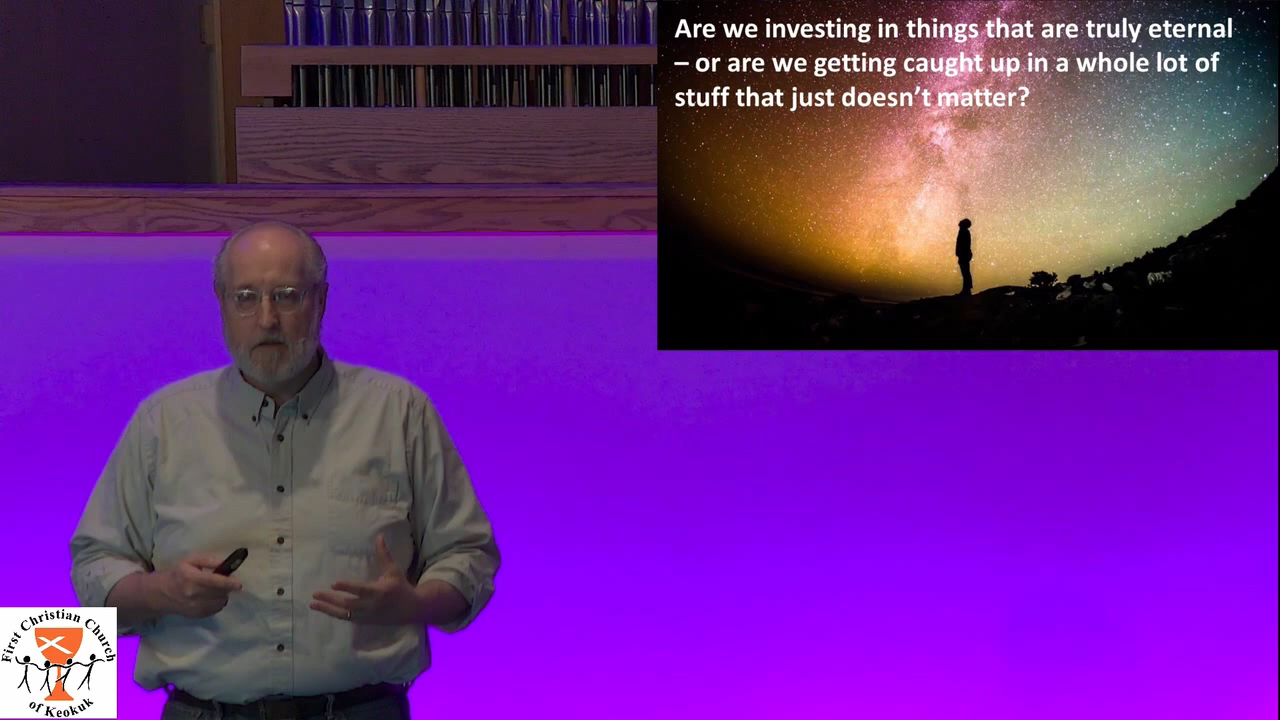 Are we investing in things that are truly eternal
– or are we getting caught up in a whole lot of
stuff that just doesn’t matter?
First Christian Church
of Keokuk